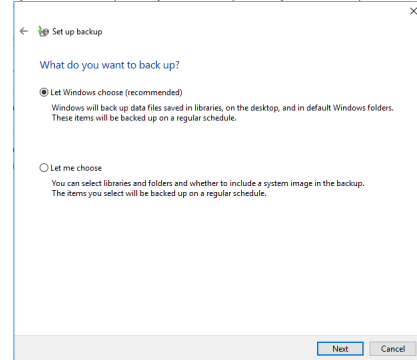 Set up backup
What do you want to back up?
Let Windows choose (recommended)
Windows will back up data files saved in libraries, on the desktop, and in default Windows folders.
These items will be backed up on a regular schedule.
Let me choose
You can select libraries and folders and whether to include a system image in the backup.
The items you select will be backed up on a regular schedule.
Next Cancel